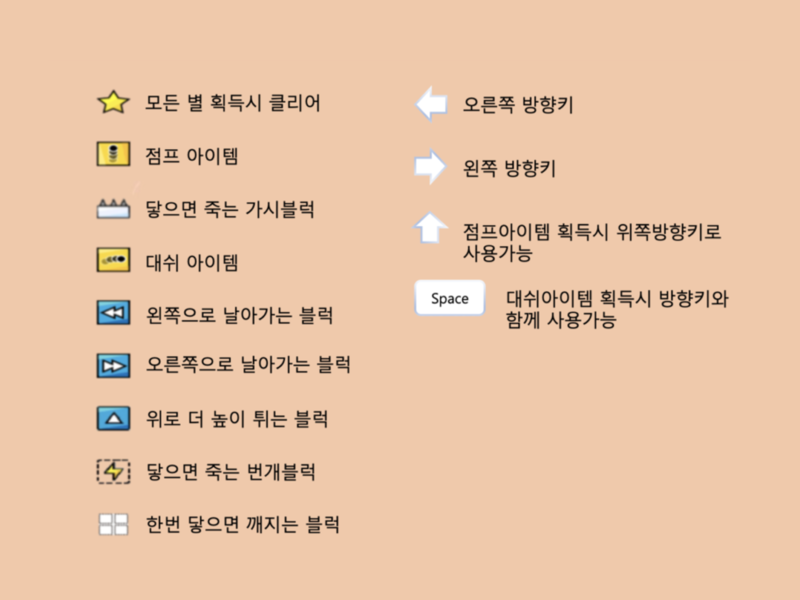 모든 별 획득시 클리어
점프 아이템
닿으면 죽는 가시블럭
대쉬 아이템
왼쪽으로 날아가는 블럭
오른쪽으로 날아가는 블럭
위로 더 높이 튀는 블럭
닿으면 죽는 번개블럭
한번 닿으면 깨지는 블럭
오른쪽 방향키
왼쪽 방향키
점프아이템 획득시 위쪽방향키로
사용가능
Space
대쉬아이템 획득시 방향키와
함께 사용가능